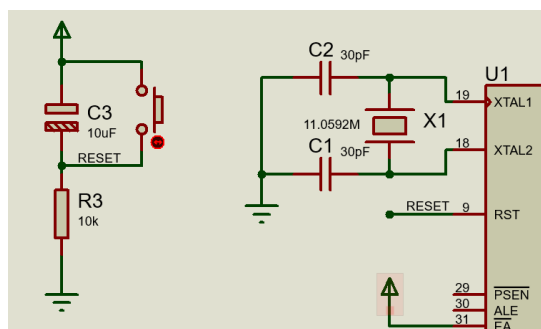 C2 30pF
U1
C3
10uF
19
XTAL1
11.0592M
X1
C1 30pF
18
XTAL2
RESET
R3
10k
RESET
9
RST
29
PSEN
30
ALE
31
EA